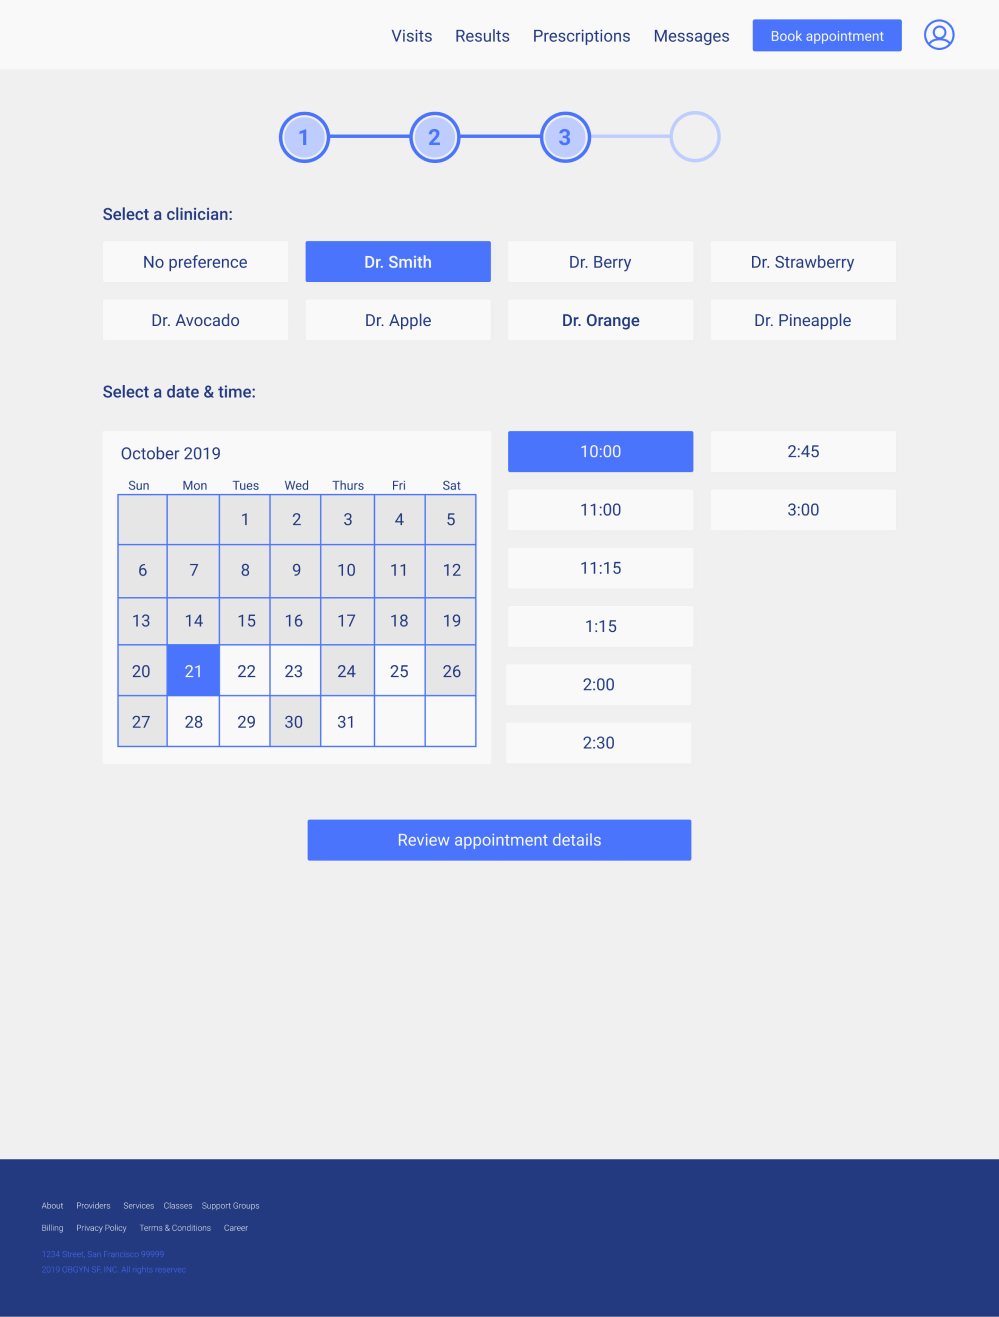 Visits Results Prescriptions Messages Book appointment
1 2 3
Select a clinician:
No preference Dr. Smith Dr. Berry Dr. Strawberry
Dr. Avocado Dr. Apple Dr. Orange Dr. Pineapple
Select a date & time:
October 2019
Sun Mon Tues Wed Thurs Fri Sat
1 2 3 4 5
6 7 8 9 10 11 12
13 14 15 16 17 18 19
20 21 22 23 24 25 26
27 28 29 30 31
10:00 2:45
11:00 3:00
11:15
1:15
2:00
2:30
Review appointment details
About Providers Services Classes Support Groups
Billing Privacy Policy Terms & Conditions Career
1234 Street, San Francisco 99999
2019 OBGYN SF, INC. All rights reservec